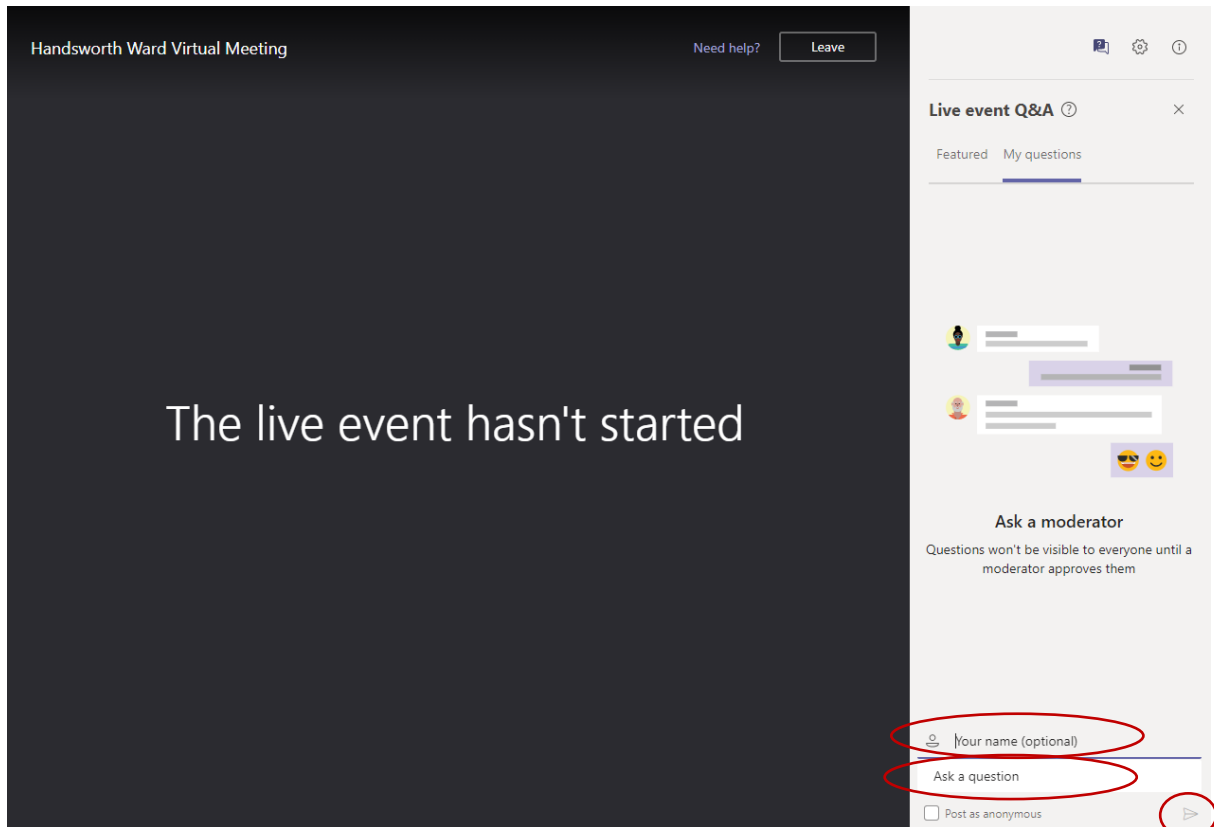 Handsworth Ward Virtual Meeting
Need help?
Leave
The live event hasn't started
Live event Q&A
Featured
My questions
Ask a moderator
Questions won't be visible to everyone until a
moderator approves them
Your name (optional)
Ask a question
Post as anonymous